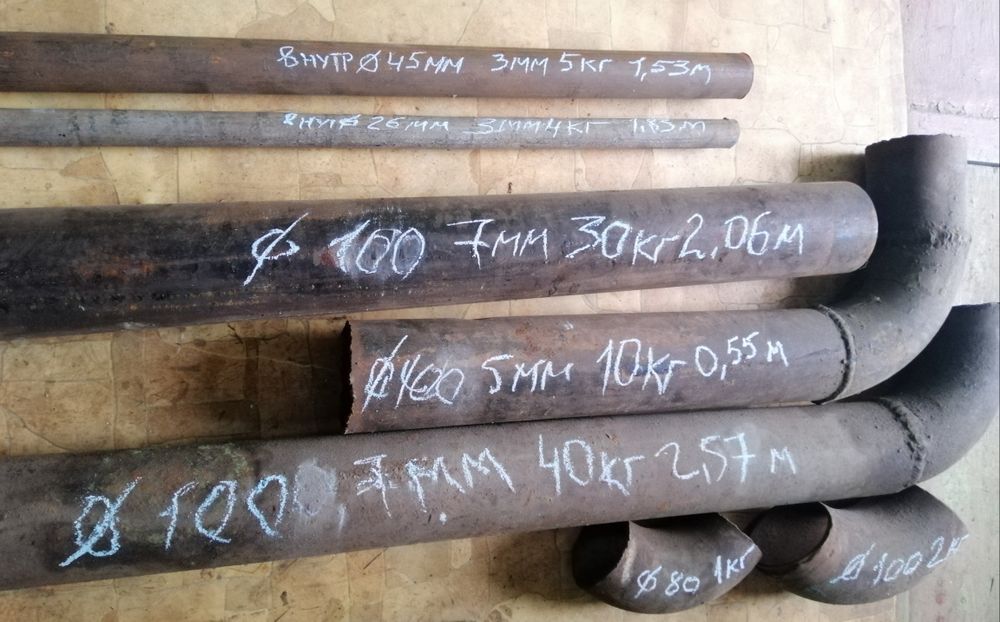 внутр Ø 45мм 3мм 5кг 1,53м
внут Ø 26мм 3мм 4кг 1,83м
Ø 100 7мм 30кг 2,06м
Ø 100 5мм 10кг 0,55м
Ø 100, 7мм 40кг 2,57м
Ø 80 1кг
Ø 100 2кг